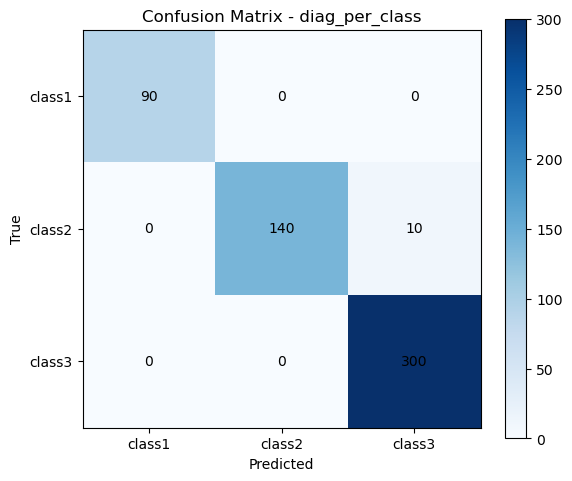 Confusion Matrix - diag_per_class
True
class1
90 0 0
class2
0 140 10
class3
0 0 300
class1 class2 class3
Predicted
300
250
200
150
100
50
0